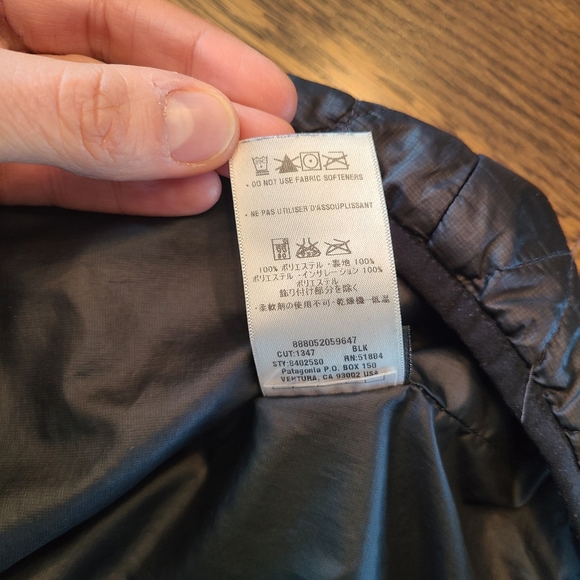 • DO NOT USE FABRIC SOFTENERS
• NE PAS UTILISER D'ASSOUPLISSANT
100% ポリエステル・裏地 100%
ポリエステル・インサレーション 100%
ポリエステル
飾り付け部分を除く
・柔軟剤の使用不可・乾燥機・低温
888052059647
CUT:1347 BLK
STY:84025S0 RN:51884
Patagonia P.O. BOX 150
VENTURA, CA 93002 USA